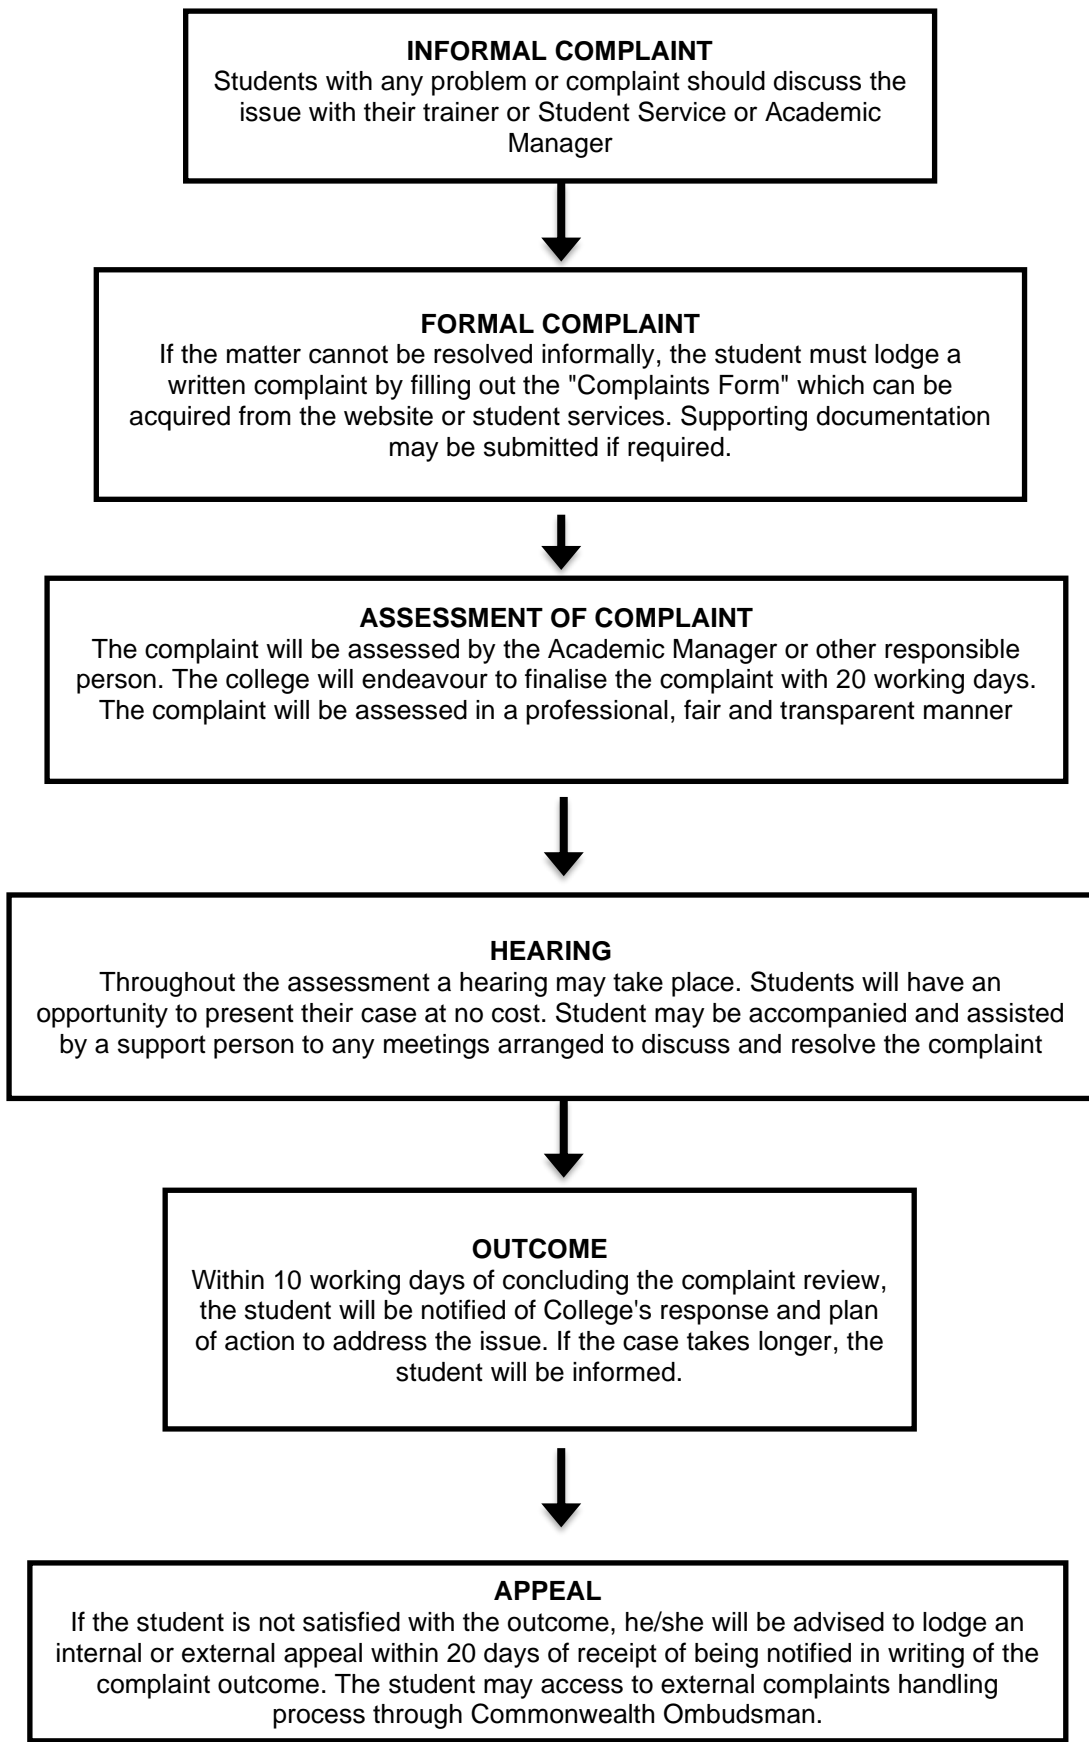 INFORMAL COMPLAINT
Students with any problem or complaint should discuss the
issue with their trainer or Student Service or Academic
Manager
FORMAL COMPLAINT
If the matter cannot be resolved informally, the student must lodge a
written complaint by filling out the "Complaints Form" which can be
acquired from the website or student services. Supporting documentation
may be submitted if required.
ASSESSMENT OF COMPLAINT
The complaint will be assessed by the Academic Manager or other responsible
person. The college will endeavour to finalise the complaint with 20 working days.
The complaint will be assessed in a professional, fair and transparent manner
HEARING
Throughout the assessment a hearing may take place. Students will have an
opportunity to present their case at no cost. Student may be accompanied and assisted
by a support person to any meetings arranged to discuss and resolve the complaint
OUTCOME
Within 10 working days of concluding the complaint review,
the student will be notified of College's response and plan
of action to address the issue. If the case takes longer, the
student will be informed.
APPEAL
If the student is not satisfied with the outcome, he/she will be advised to lodge an
internal or external appeal within 20 days of receipt of being notified in writing of the
complaint outcome. The student may access to external complaints handling
process through Commonwealth Ombudsman.